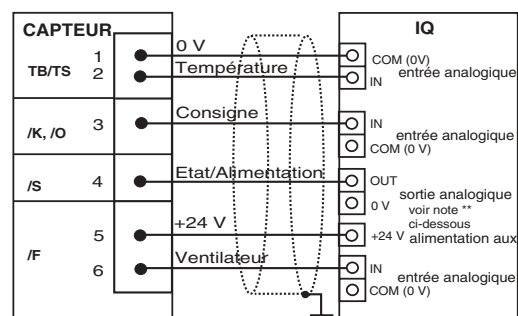 CAPTEUR
IQ
1
0 V
COM (0V)
TB/TS
2
Température
IN
entrée analogique
/K, /O
3
Consigne
IN
entrée analogique
COM (0 V)
/S
4
Etat/Alimentation
OUT
sortie analogique
0 V
voir note **
ci-dessous
5
+24 V
+24 V alimentation aux
/F
6
Ventilateur
IN
entrée analogique
COM (0 V)